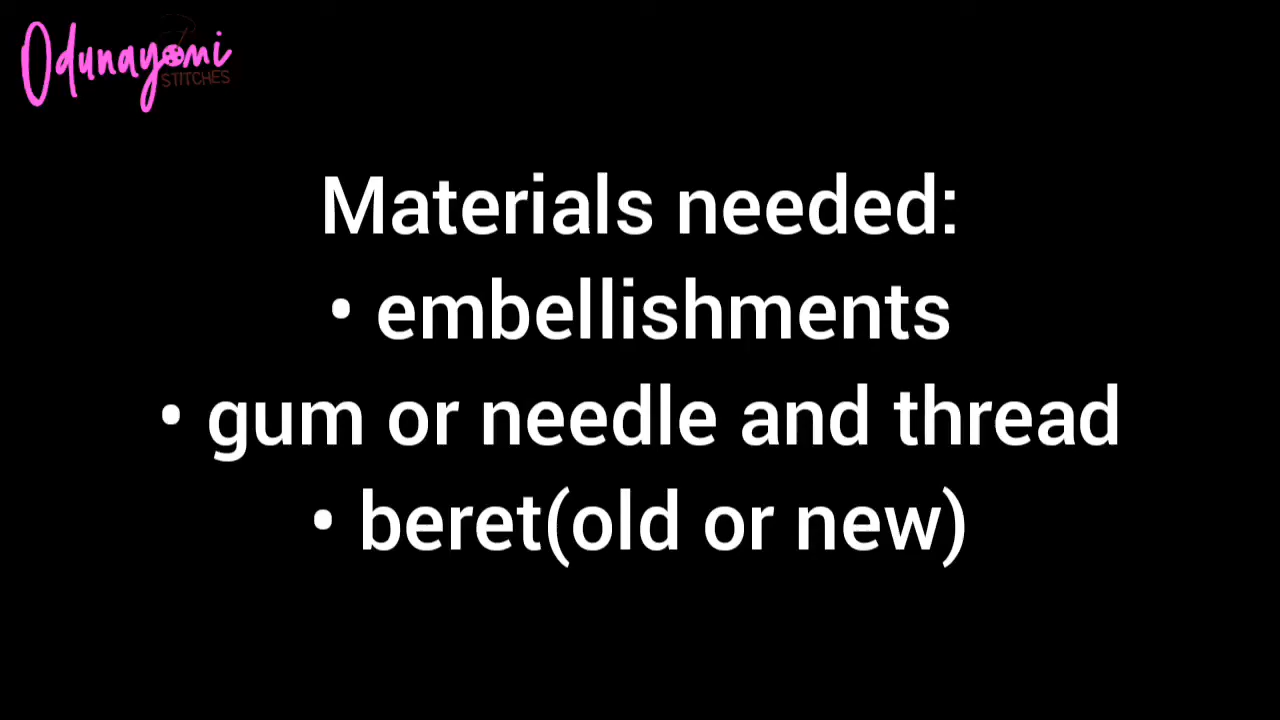 Odunayomi
STITCHES
Materials needed:
• embellishments
• gum or needle and thread
• beret(old or new)